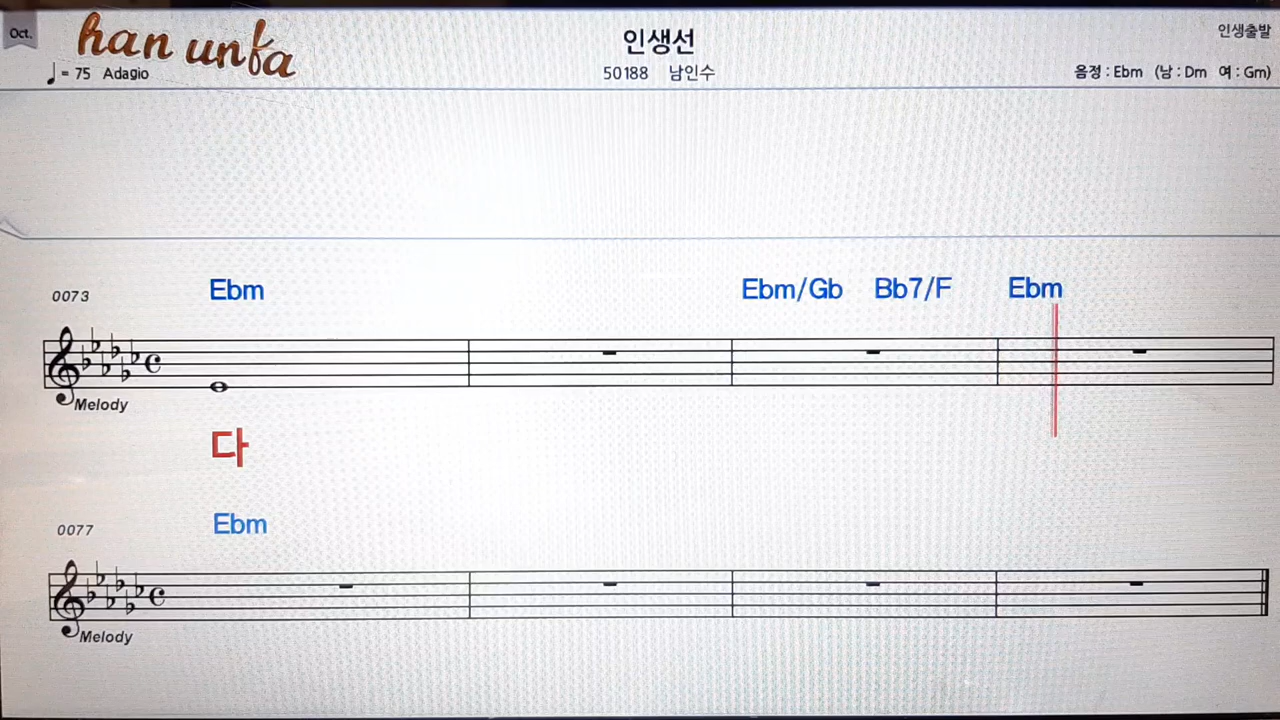 Oct.
han unfa
인생선
인생출발
♩ = 75 Adagio
50188 남인수
음정 : Ebm (남 : Dm 여 : Gm)
0073
Ebm
Ebm/Gb Bb7/F Ebm
Melody
다
0077
Ebm
Melody